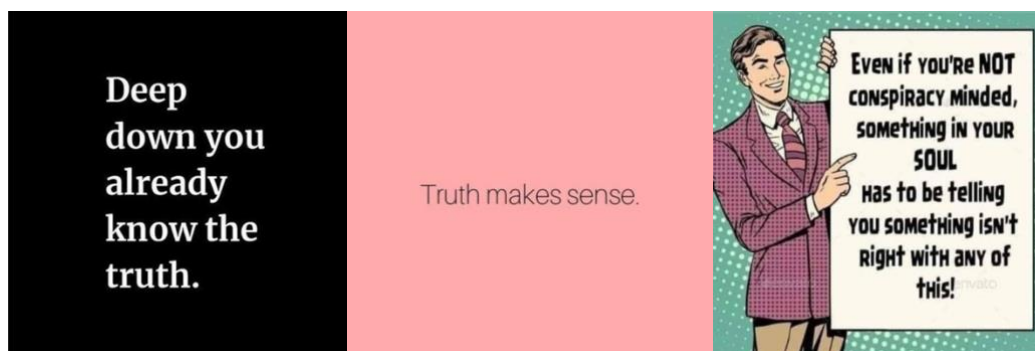 Deep
down you
already
know the
truth.
Truth makes sense.
Even if you're NOT
conspiracy minded,
something in your
SOUL
Has to be telling
you something isn't
Right with any of
this!
envato